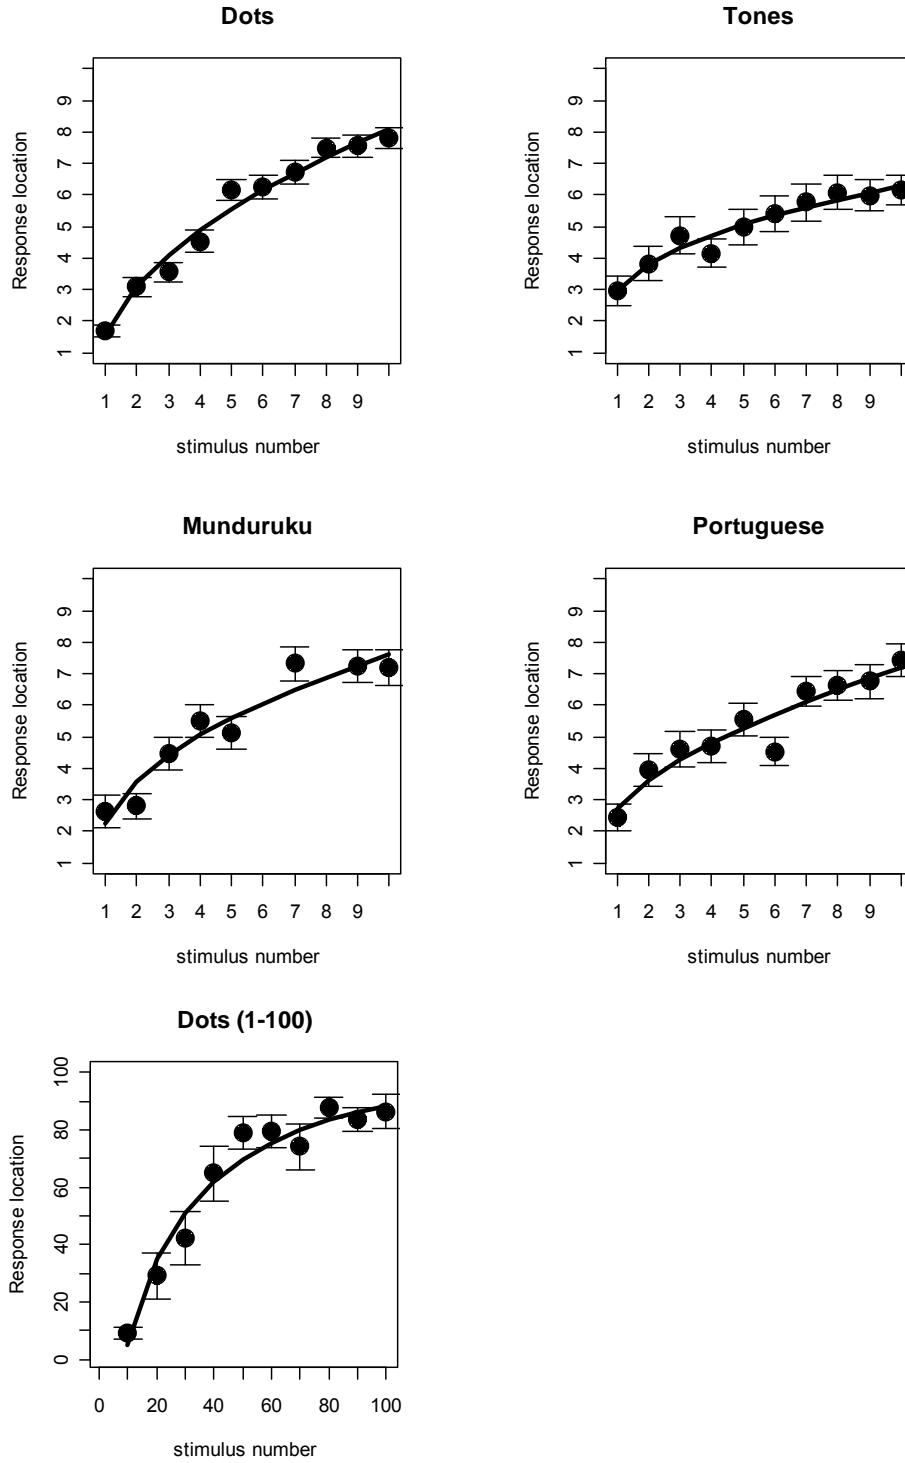 Dots
Response location
9
8
7
6
5
4
3
2
1
1 2 3 4 5 6 7 8 9
stimulus number
Tones
Response location
9
8
7
6
5
4
3
2
1
1 2 3 4 5 6 7 8 9
stimulus number
Munduruku
Response location
9
8
7
6
5
4
3
2
1
1 2 3 4 5 7 9
stimulus number
Portuguese
Response location
9
8
7
6
5
4
3
2
1
1 2 3 4 5 6 7 8 9
stimulus number
Dots (1-100)
Response location
100
80
60
40
20
0
0 20 40 60 80 100
stimulus number